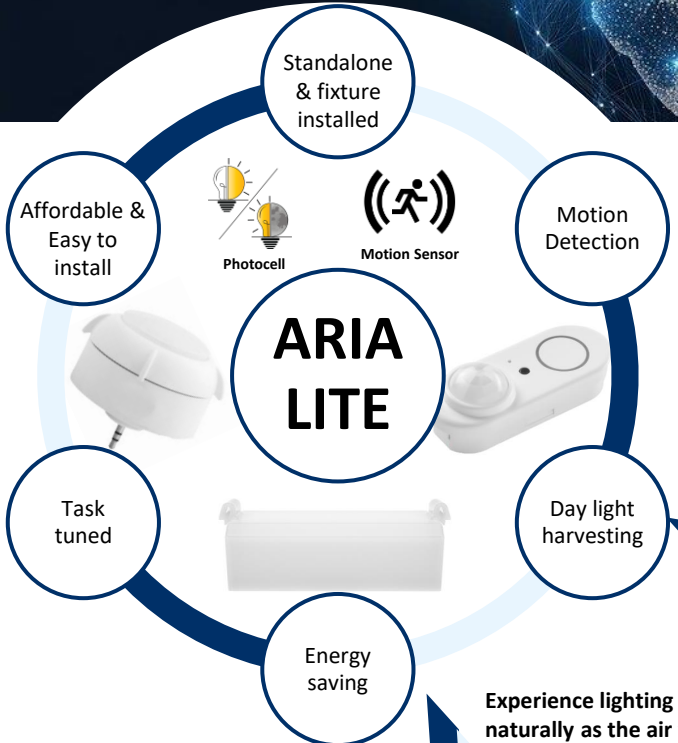 Standalone
& fixture
installed
Affordable &
Easy to
install
Photocell
Motion Sensor
Motion
Detection
ARIA
LITE
Task
tuned
Day light
harvesting
Energy
saving
Experience lighting
naturally as the air